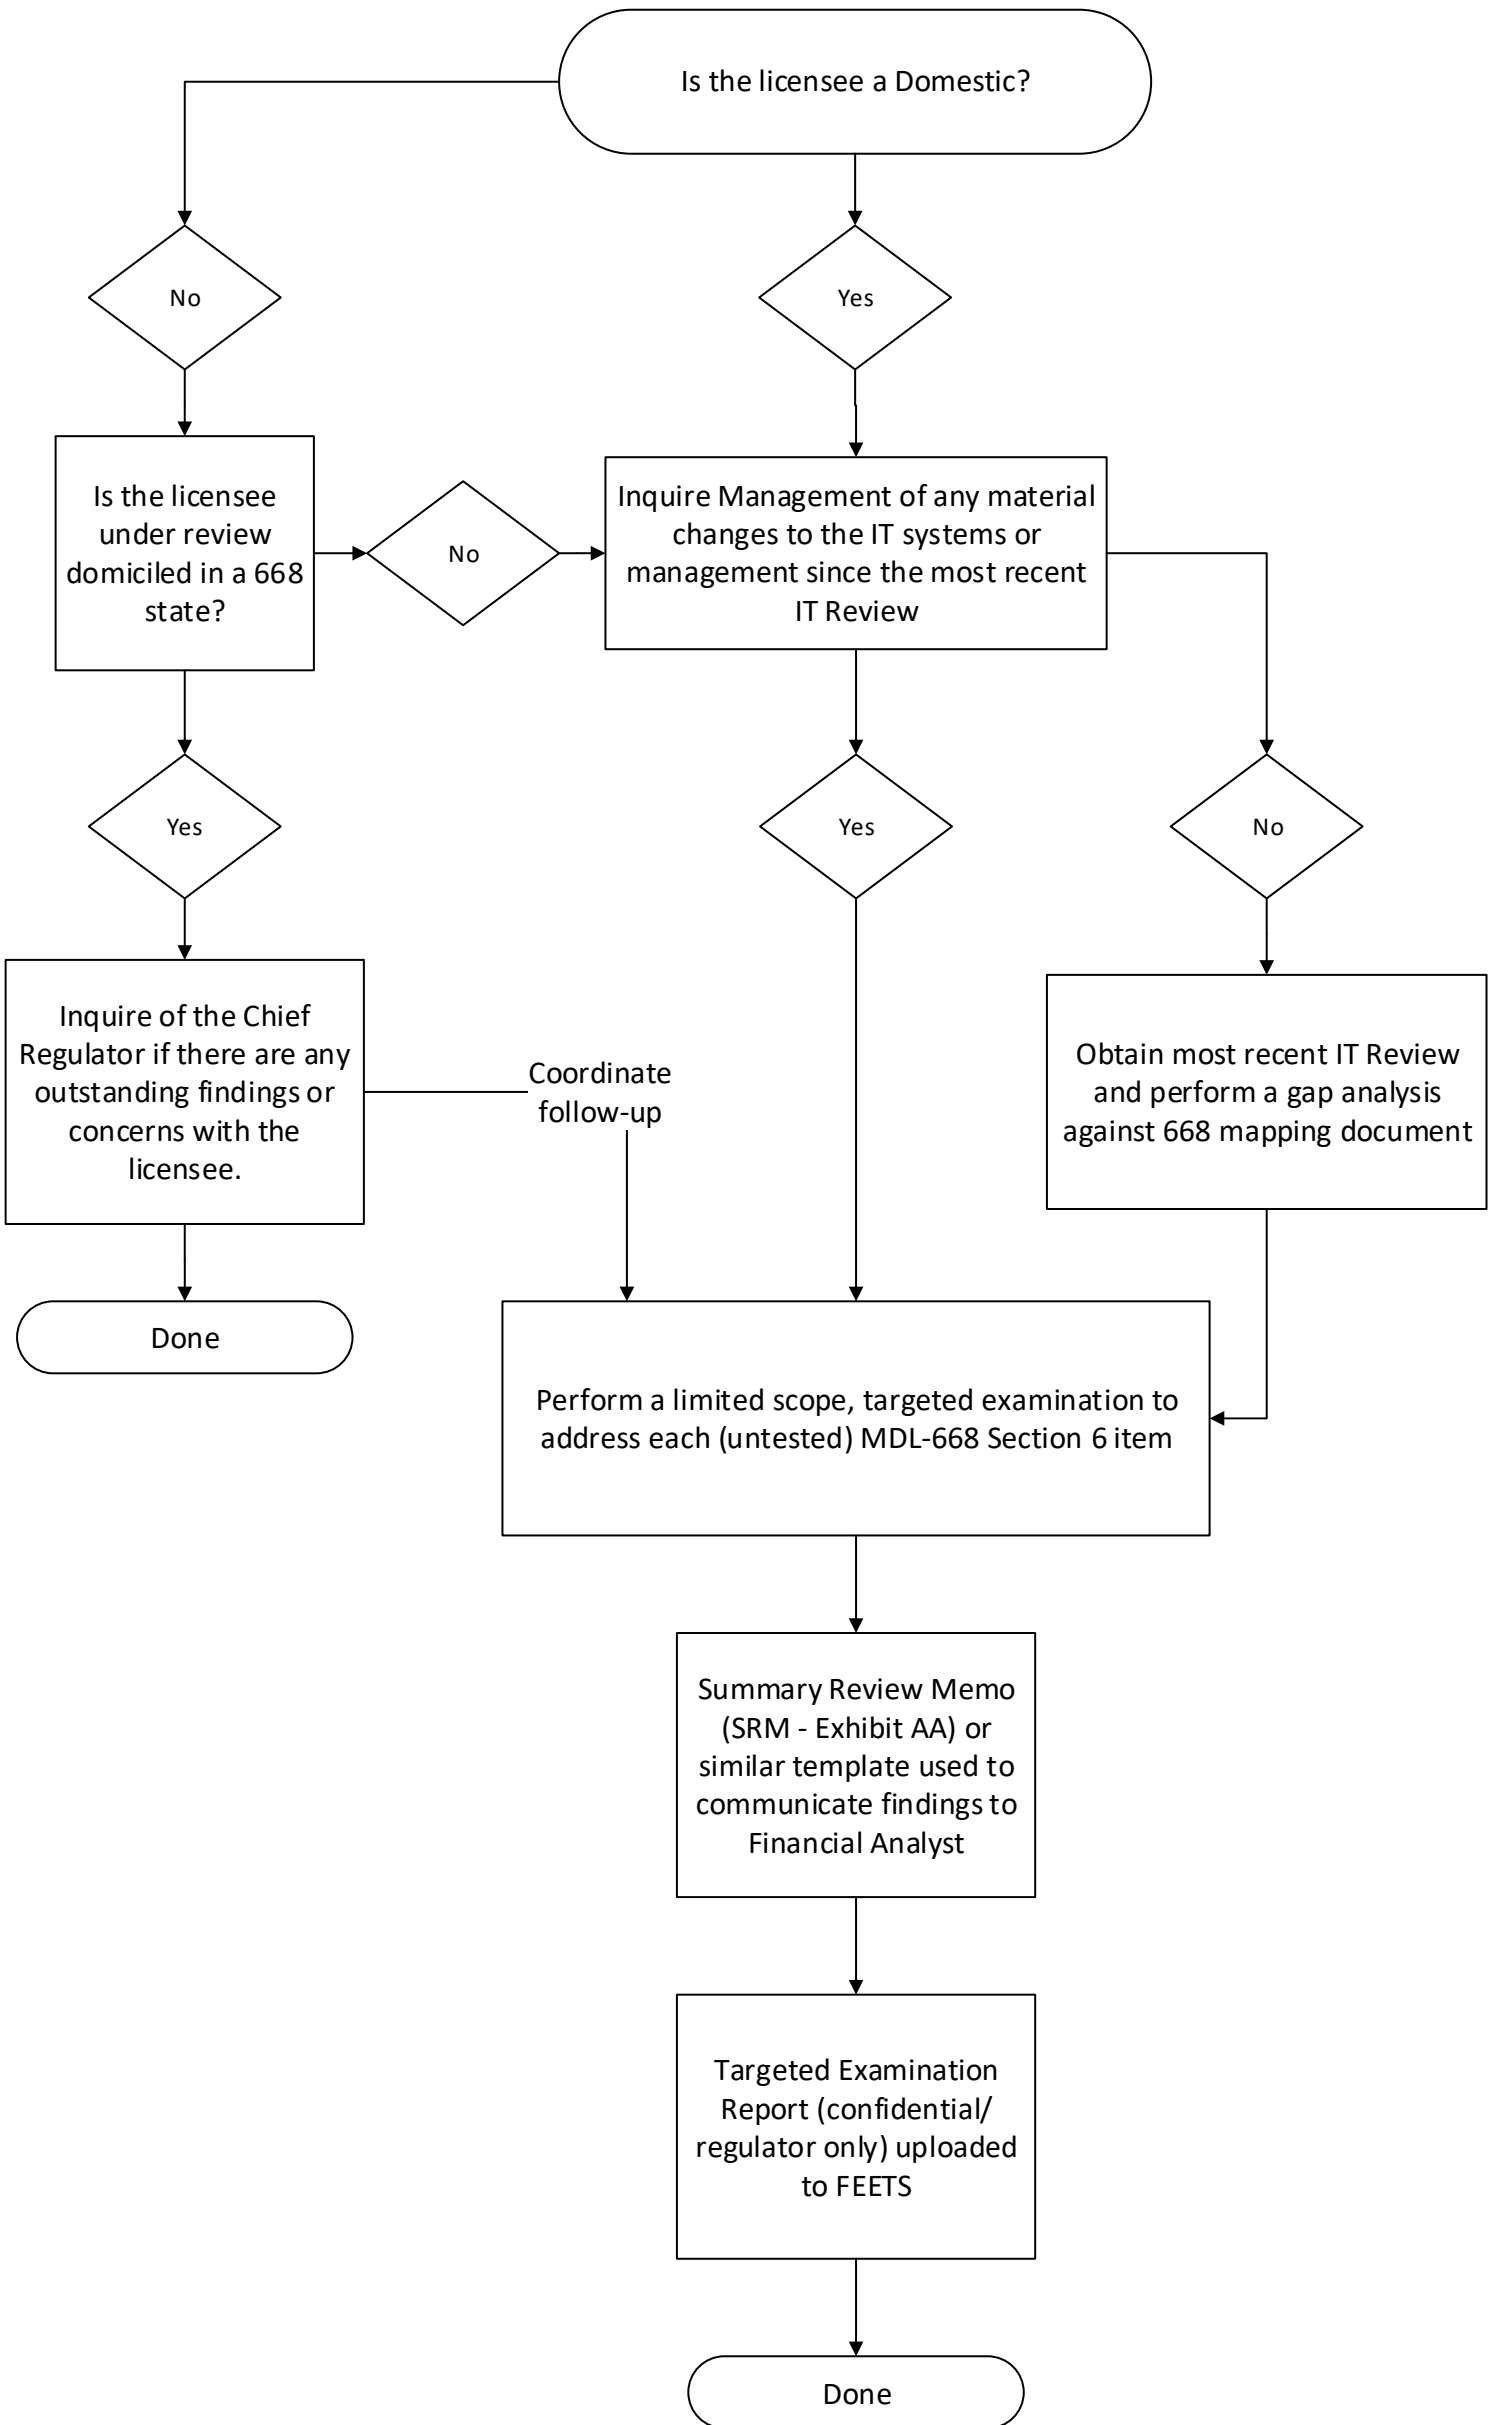 Is the licensee a Domestic?
No
Yes
Is the licensee
under review
domiciled in a 668
state?
No
Inquire Management of any material
changes to the IT systems or
management since the most recent
IT Review
Yes
Yes
No
Inquire of the Chief
Regulator if there are any
outstanding findings or
concerns with the
licensee.
Coordinate
follow-up
Obtain most recent IT Review
and perform a gap analysis
against 668 mapping document
Done
Perform a limited scope, targeted examination to
address each (untested) MDL-668 Section 6 item
Summary Review Memo
(SRM - Exhibit AA) or
similar template used to
communicate findings to
Financial Analyst
Targeted Examination
Report (confidential/
regulator only) uploaded
to FEETS
Done